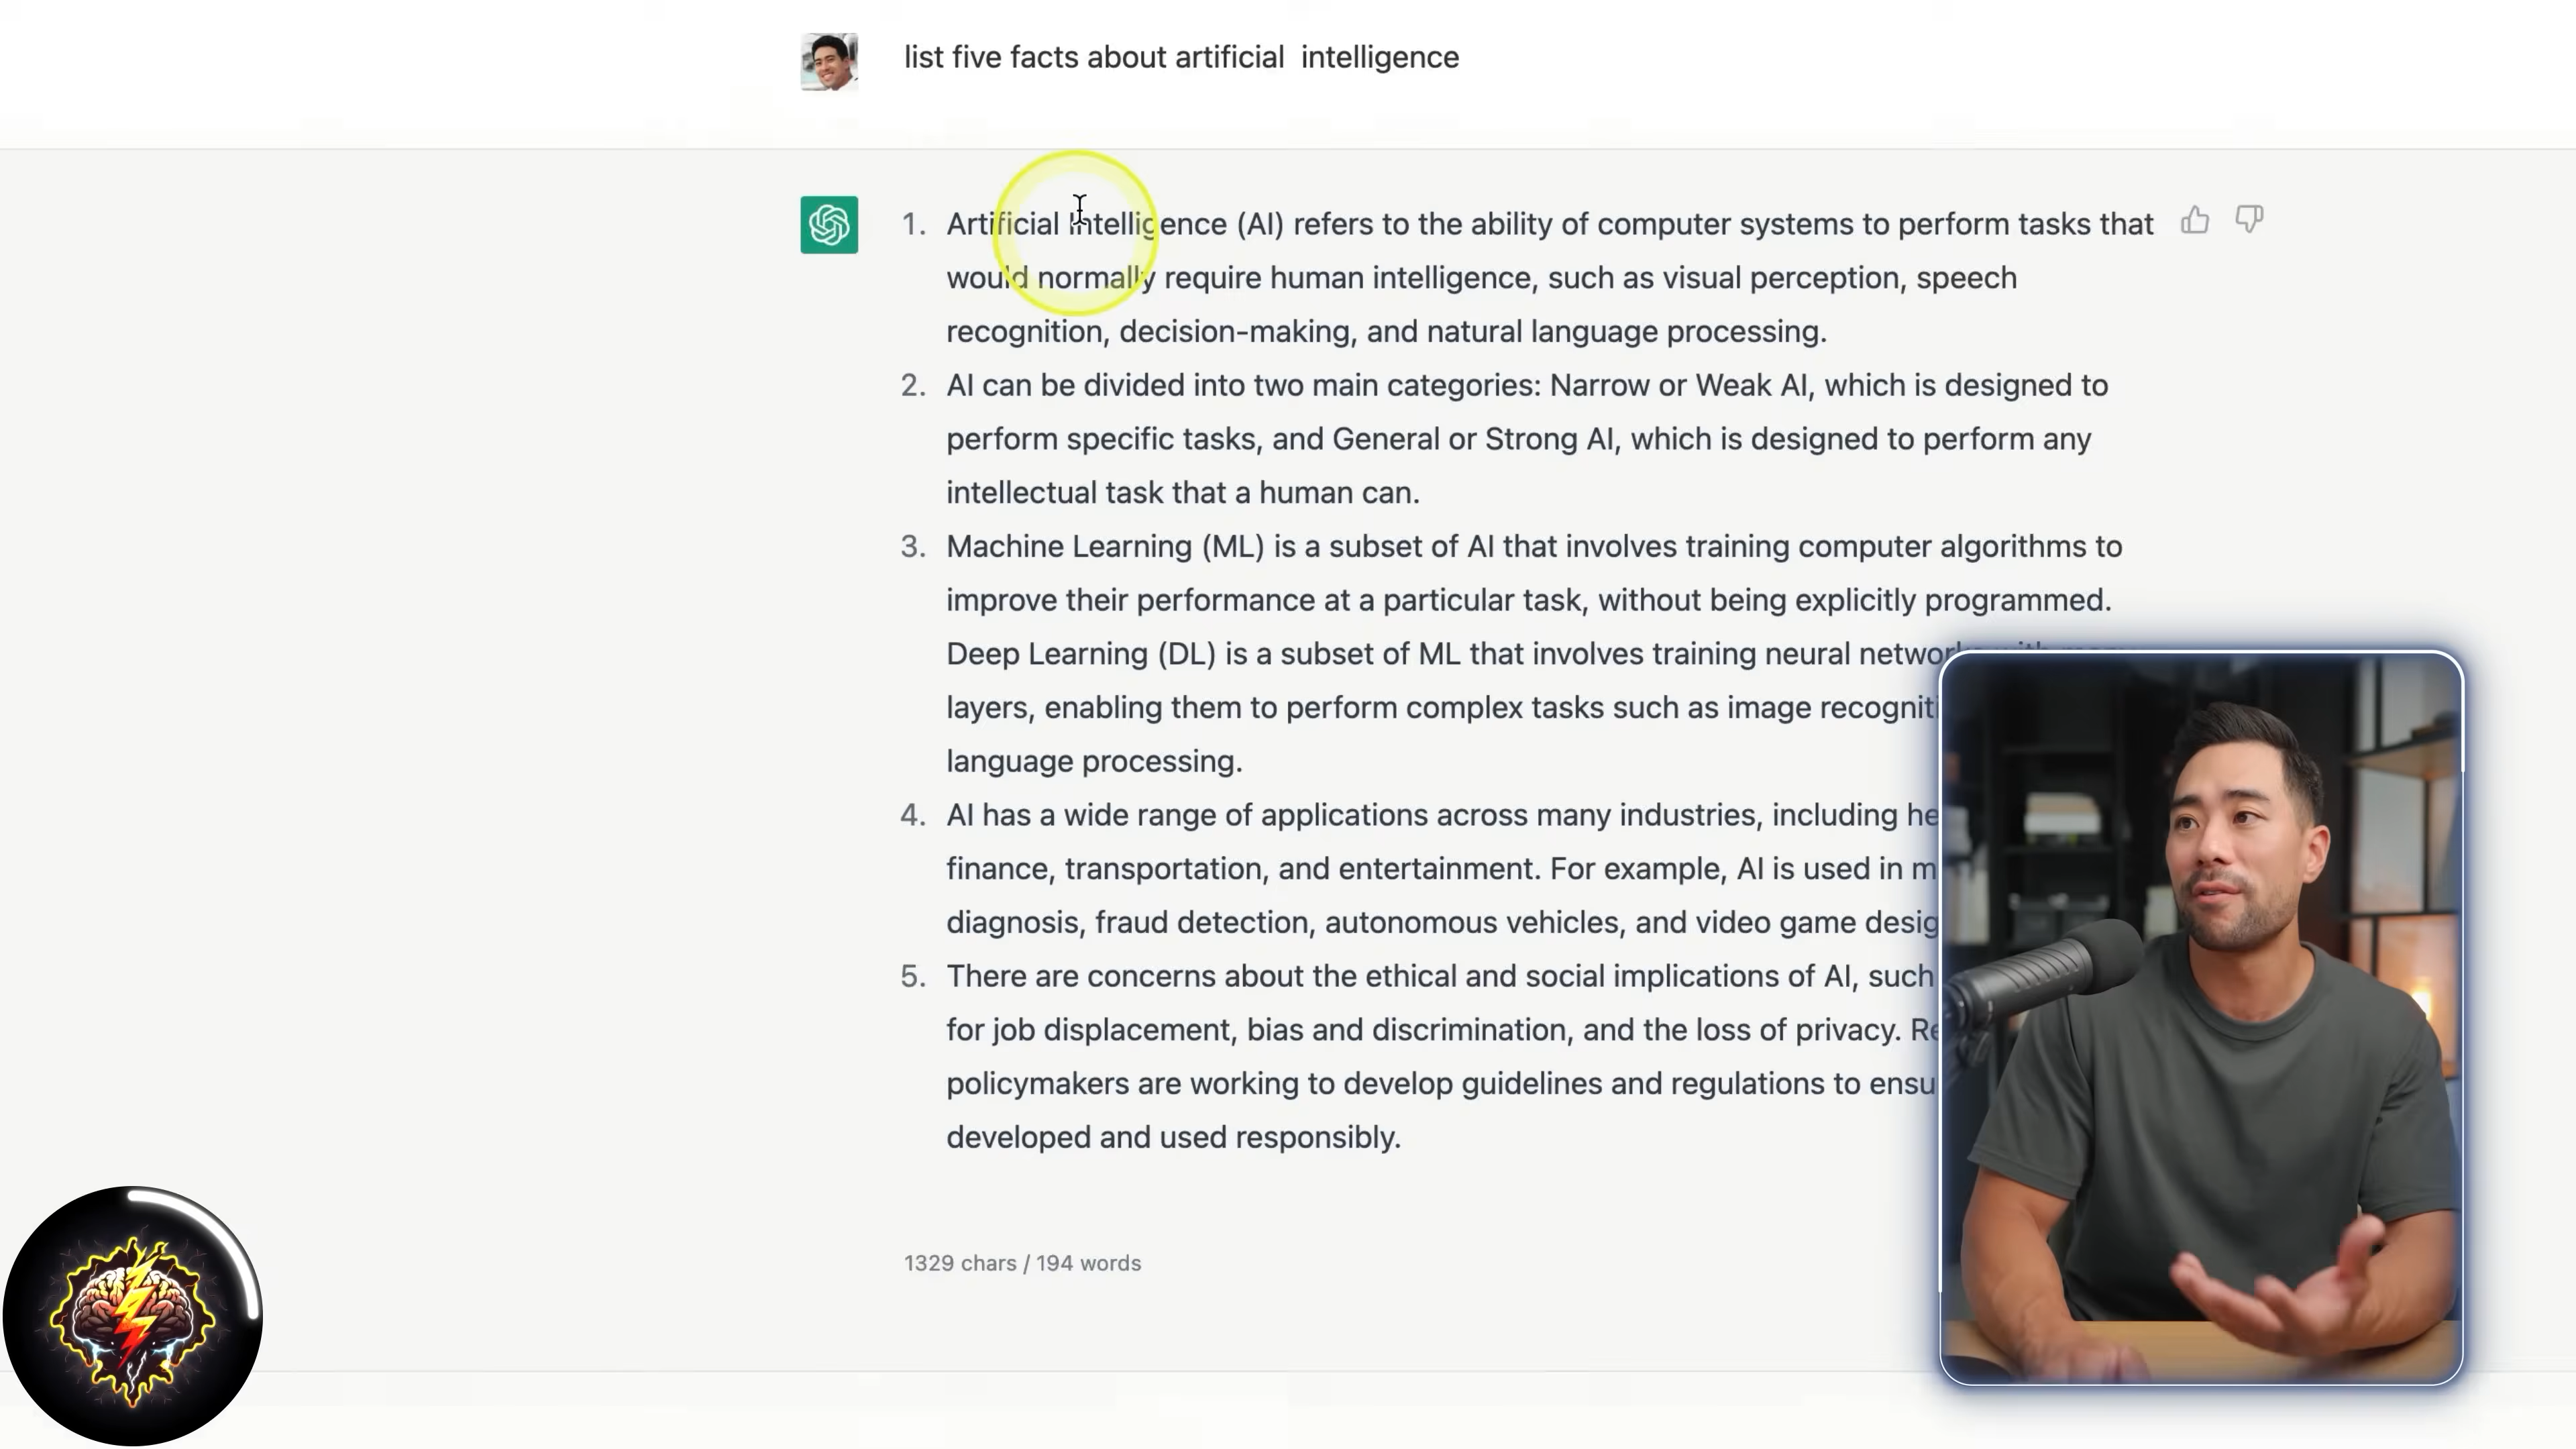 list five facts about artificial  intelligence
1. Artificial Intelligence (AI) refers to the ability of computer systems to perform tasks that
would normally require human intelligence, such as visual perception, speech
recognition, decision-making, and natural language processing.
2. AI can be divided into two main categories: Narrow or Weak AI, which is designed to
perform specific tasks, and General or Strong AI, which is designed to perform any
intellectual task that a human can.
3. Machine Learning (ML) is a subset of AI that involves training computer algorithms to
improve their performance at a particular task, without being explicitly programmed.
Deep Learning (DL) is a subset of ML that involves training neural networks with many
layers, enabling them to perform complex tasks such as image
language processing.
4. AI has a wide range of applications across many industries, including
finance, transportation, and entertainment. For example, AI is used in
diagnosis, fraud detection, autonomous vehicles, and video game
5. There are concerns about the ethical and social implications of AI, such
for job displacement, bias and discrimination, and the loss of privacy.
policymakers are working to develop guidelines and regulations to
developed and used responsibly.
1329 chars / 194 words